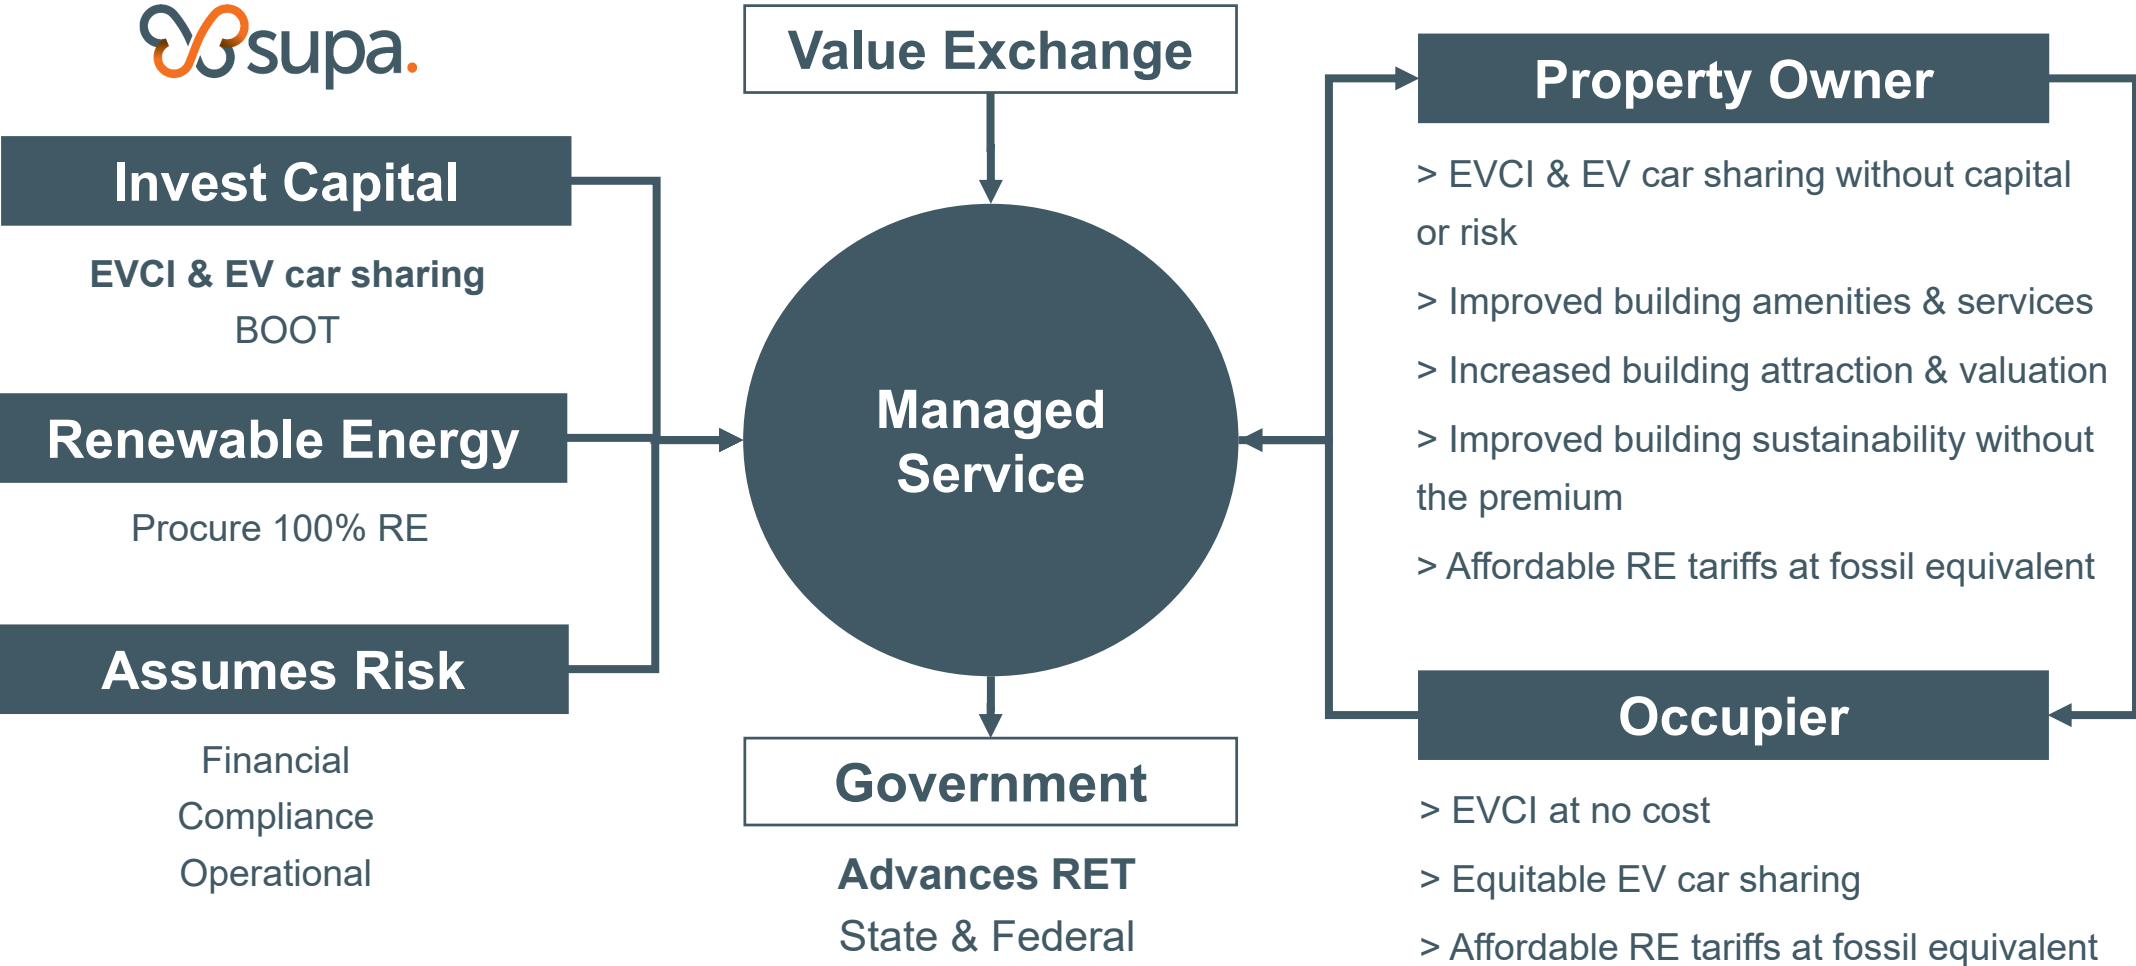 supa.
Invest Capital
EVCI & EV car sharing
BOOT
Renewable Energy
Procure 100% RE
Assumes Risk
Financial
Compliance
Operational
Value Exchange
Managed
Service
Government
Advances RET
State & Federal
Property Owner
> EVCI & EV car sharing without capital
or risk
> Improved building amenities & services
> Increased building attraction & valuation
> Improved building sustainability without
the premium
> Affordable RE tariffs at fossil equivalent
Occupier
> EVCI at no cost
> Equitable EV car sharing
> Affordable RE tariffs at fossil equivalent